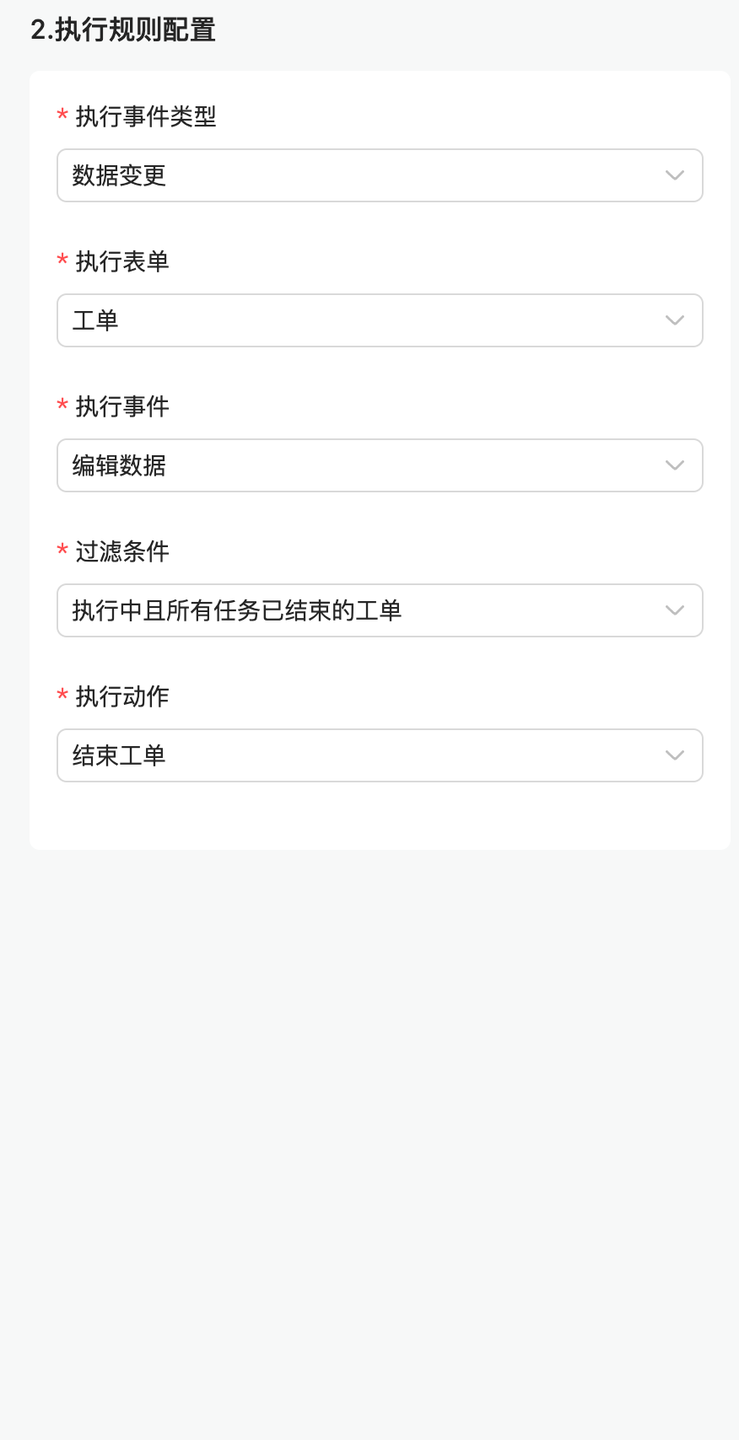 2.执行规则配置
* 执行事件类型
数据变更
* 执行表单
工单
* 执行事件
编辑数据
* 过滤条件
执行中且所有任务已结束的工单
* 执行动作
结束工单